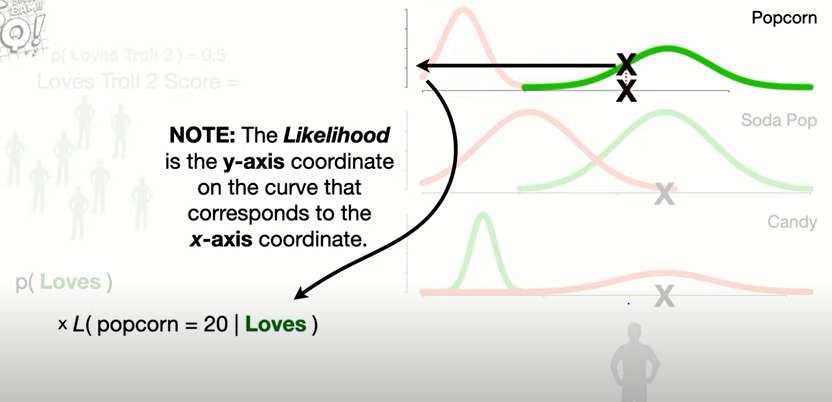 Popcorn
p( Loves Troll 2 ) = 0.5
Loves Troll 2 Score =
Soda Pop
NOTE: The Likelihood
is the y-axis coordinate
on the curve that
corresponds to the
x-axis coordinate.
Candy
p( Loves )
x L( popcorn = 20 | Loves )
X
X
X
X